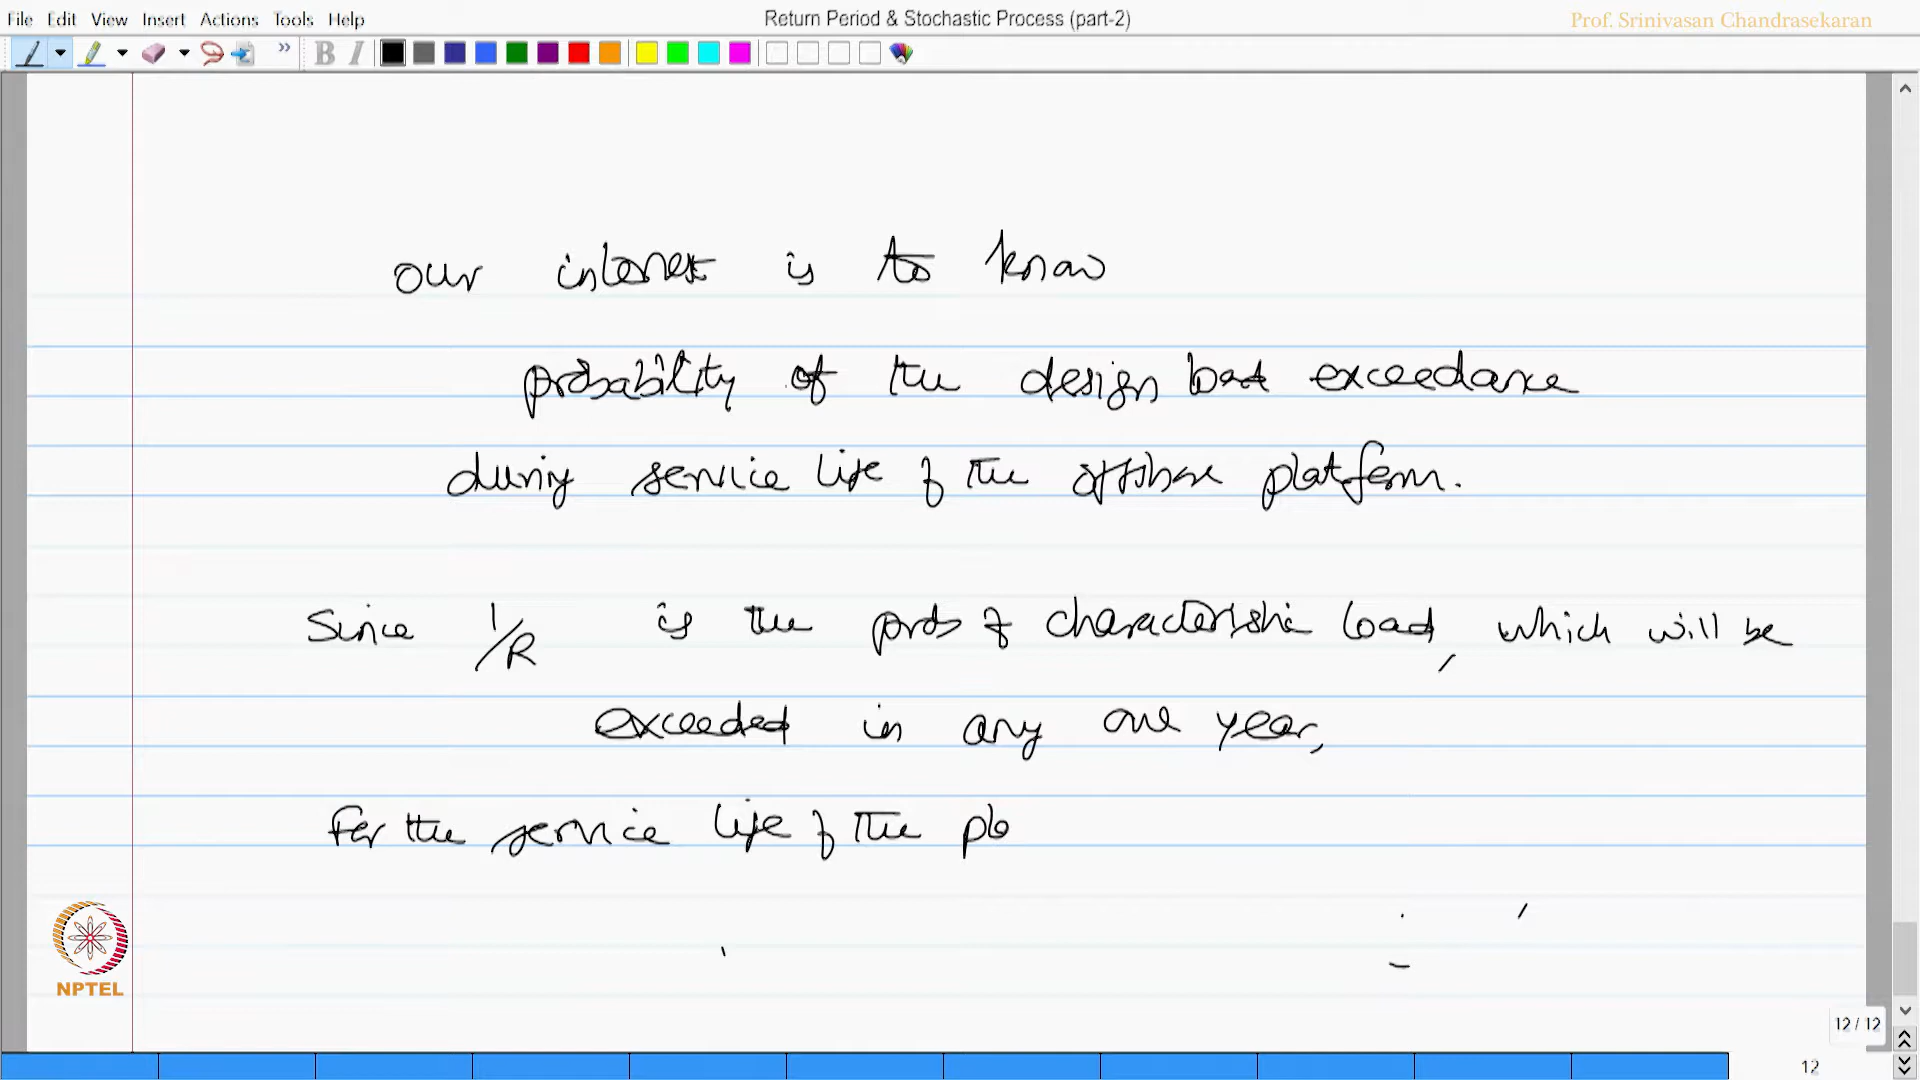 File Edit View Insert Actions Tools Help
Return Period & Stochastic Process (part-2)
Prof. Srinivasan Chandrasekaran
B I
our interest is to know
probability of the design load exceedance
during service life of the offshore platform.
Since 1/R is the prob of characteristic load, which will be
exceeded in any one year,
For the service life of the pla
NPTEL
12 / 12
12